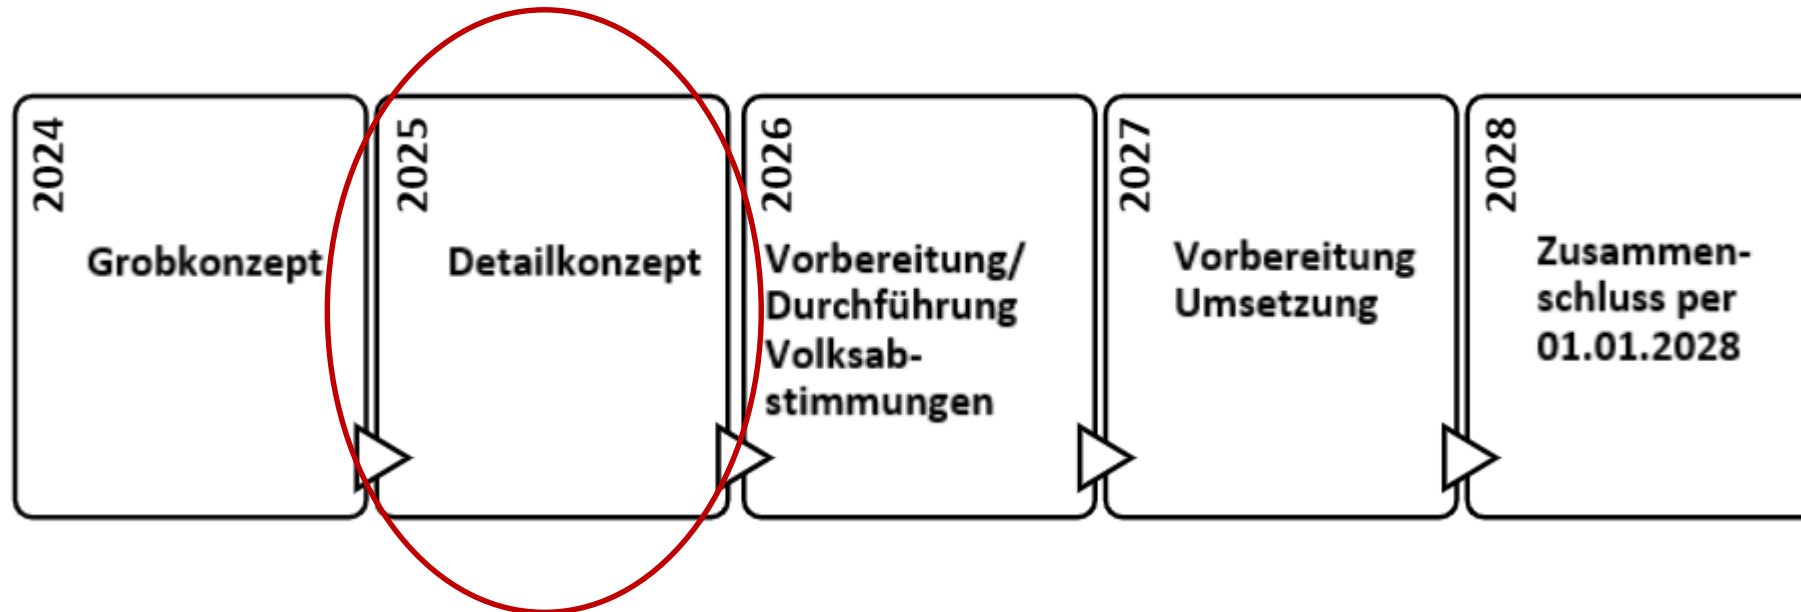 2024
Grobkonzept
2025
Detailkonzept
2026
Vorbereitung/
Durchführung
Volksab-
stimmungen
2027
Vorbereitung
Umsetzung
2028
Zusammen-
schluss per
01.01.2028